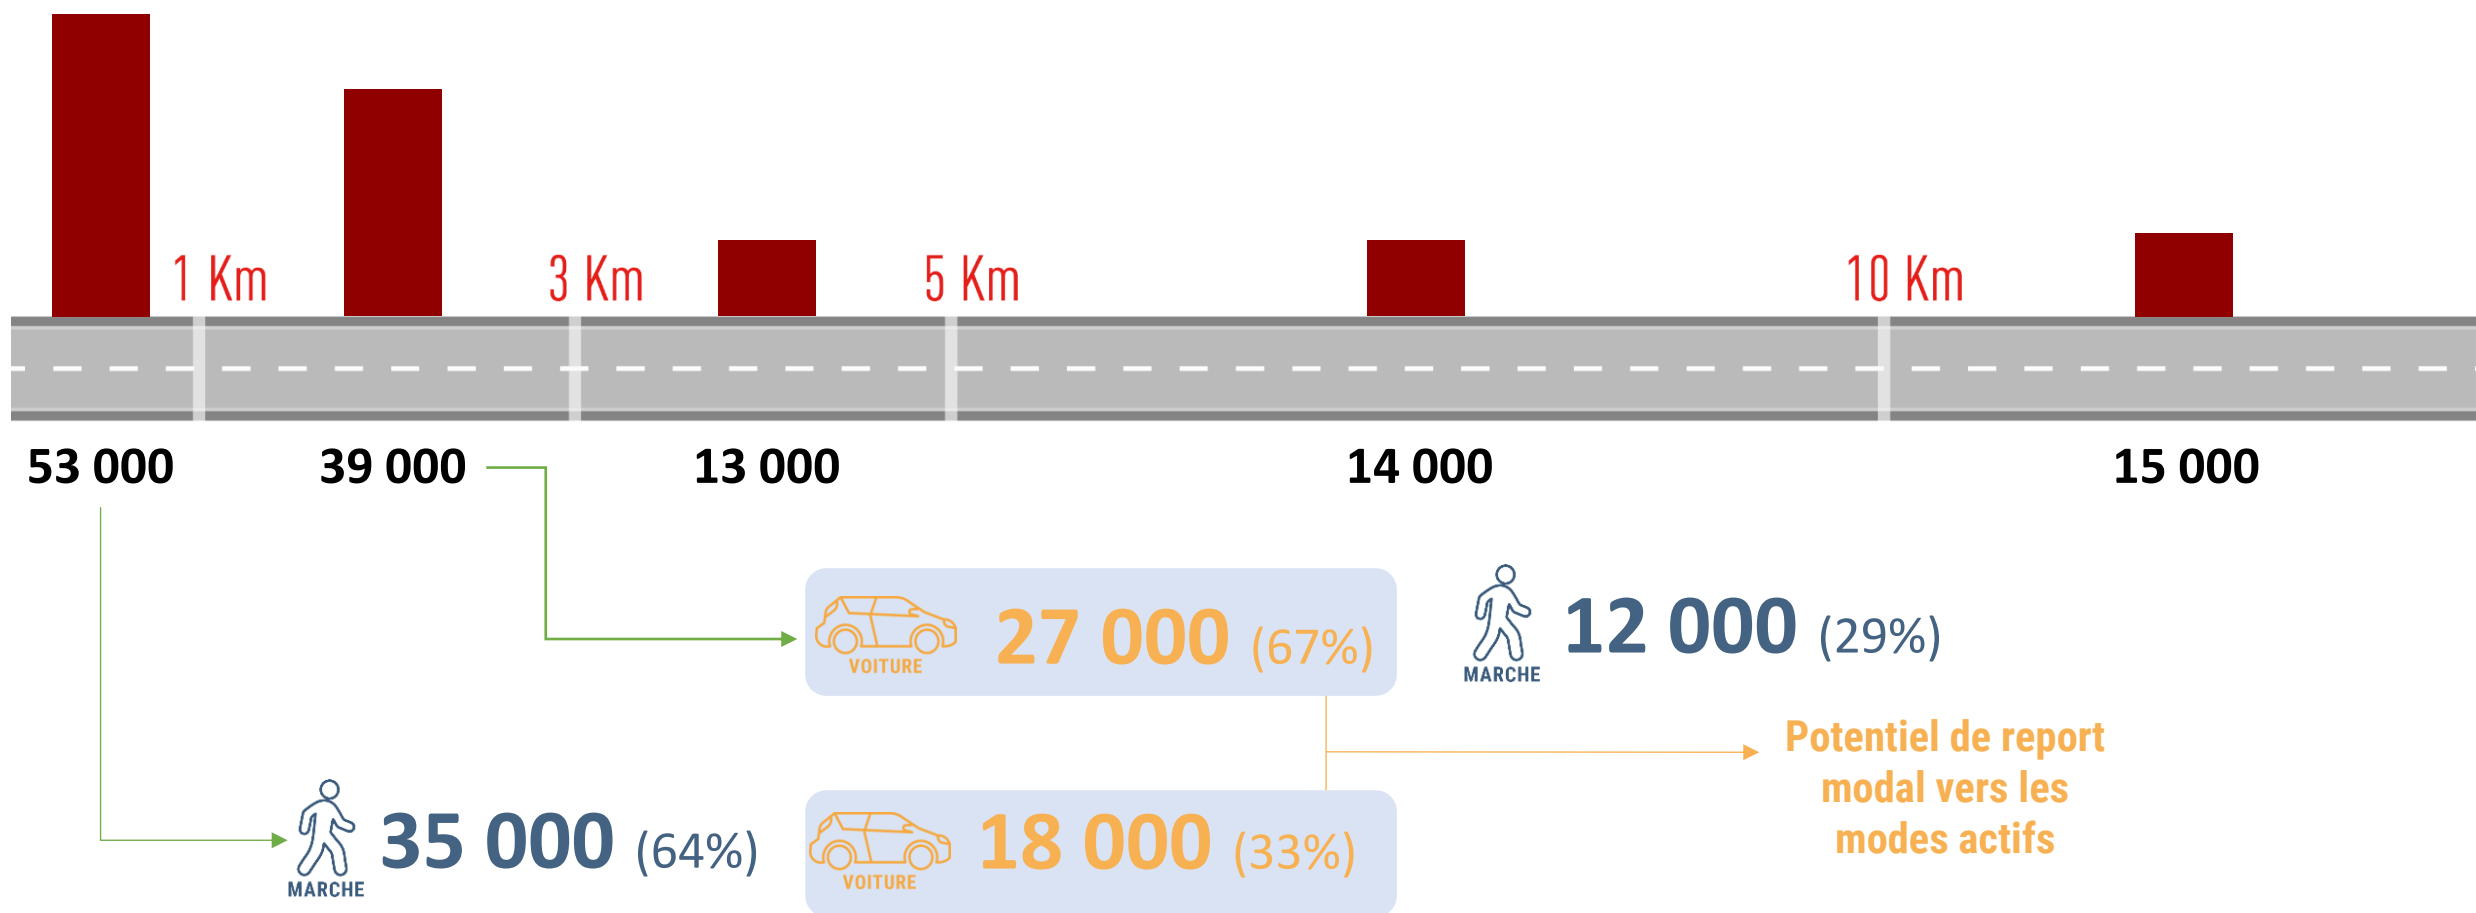 1 Km
3 Km
5 Km
10 Km
53 000
39 000
13 000
14 000
15 000
VOITURE
27 000 (67%)
MARCHE
12 000 (29%)
Potentiel de report
modal vers les
modes actifs
MARCHE
35 000 (64%)
VOITURE
18 000 (33%)